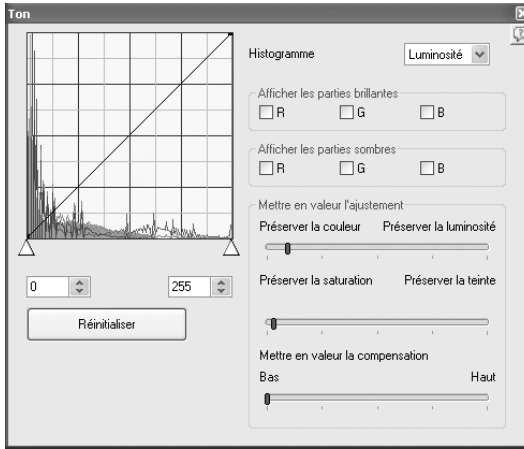 Ton
Histogramme
Luminosité
Afficher les parties brillantes
R G B
Afficher les parties sombres
R G B
Mettre en valeur l'ajustement
Préserver la couleur Préserver la luminosité
0 255
Préserver la saturation Préserver la teinte
Réinitialiser
Mettre en valeur la compensation
Bas Haut